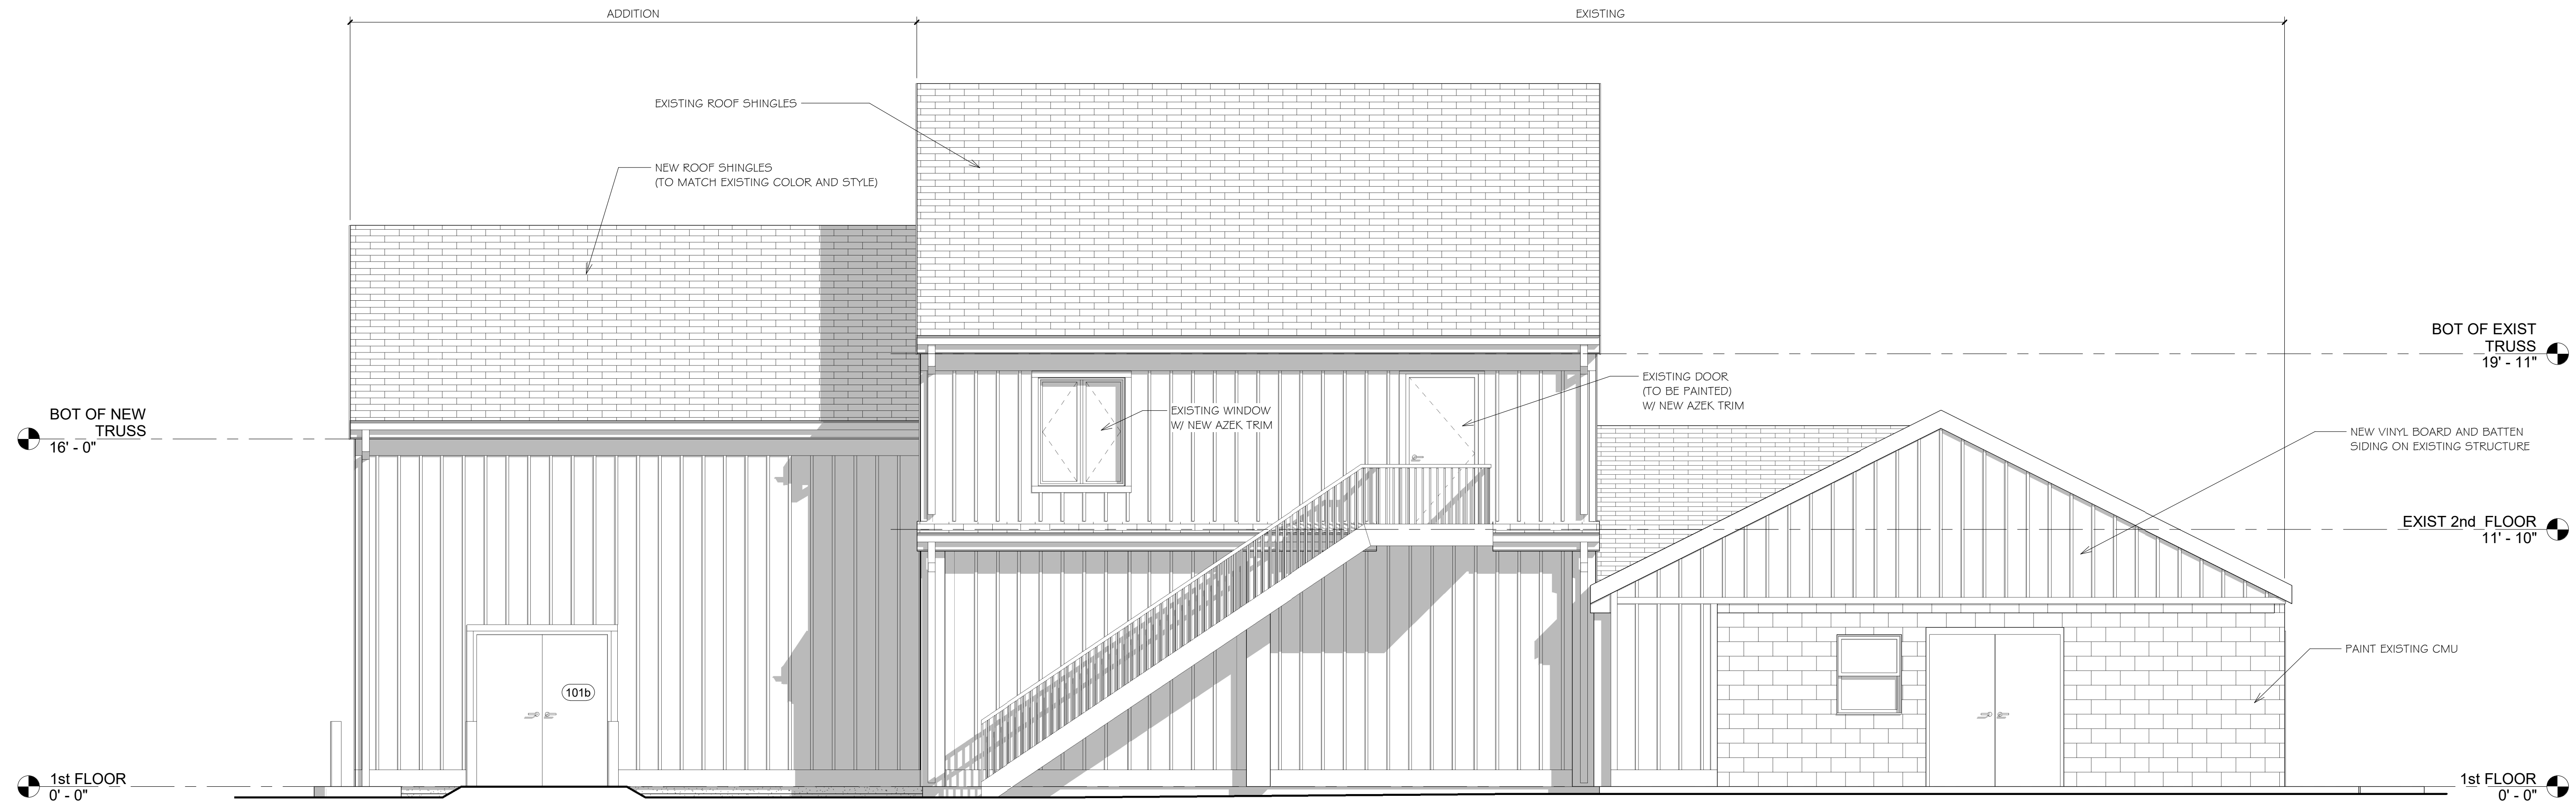 ADDITION
EXISTING
EXISTING ROOF SHINGLES
NEW ROOF SHINGLES
(TO MATCH EXISTING COLOR AND STYLE)
BOT OF EXIST
TRUSS
19' - 11"
EXISTING DOOR
(TO BE PAINTED)
W/ NEW AZEK TRIM
EXISTING WINDOW
W/ NEW AZEK TRIM
BOT OF NEW
TRUSS
16' - 0"
NEW VINYL BOARD AND BATTEN
SIDING ON EXISTING STRUCTURE
EXIST 2nd FLOOR
11' - 10"
PAINT EXISTING CMU
101b
1st FLOOR
0' - 0"
1st FLOOR
0' - 0"